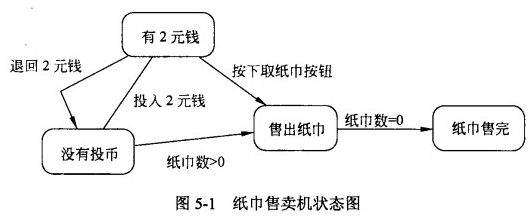 有2元钱
退回2元钱
投入2元钱
按下取纸巾按钮
没有投币
纸巾数>0
售出纸巾
纸巾数=0
纸巾售完
图5-1 纸巾售卖机状态图